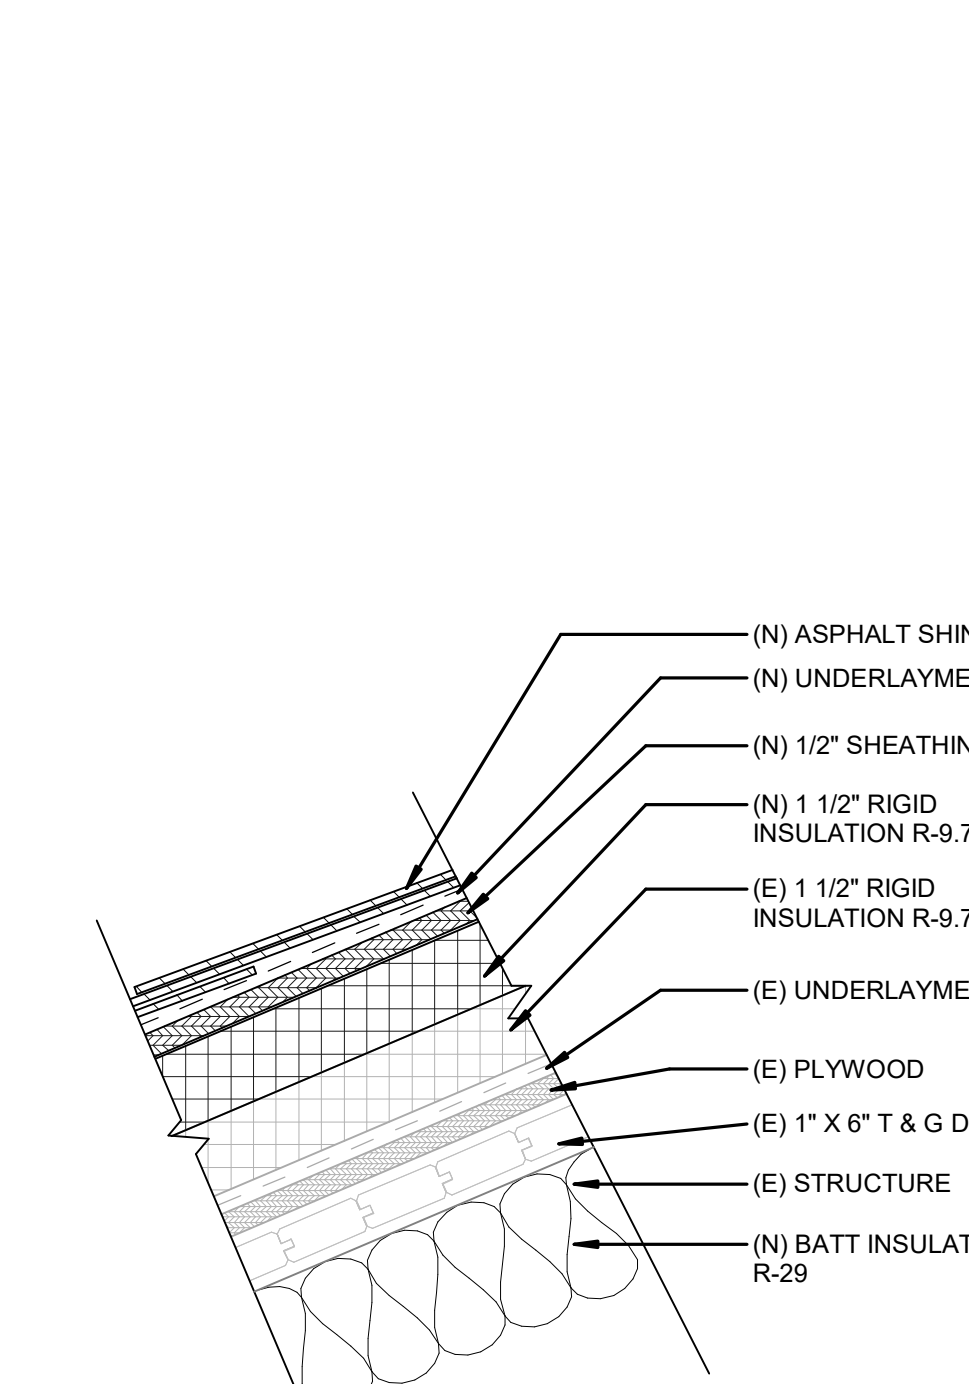 (N) ASPHALT SHIN
(N) UNDERLAYME
(N) 1/2" SHEATHIN
(N) 1 1/2" RIGID
INSULATION R-9.7
(E) 1 1/2" RIGID
INSULATION R-9.7
(E) UNDERLAYME
(E) PLYWOOD
(E) 1" X 6" T & G D
(E) STRUCTURE
(N) BATT INSULAT
R-29